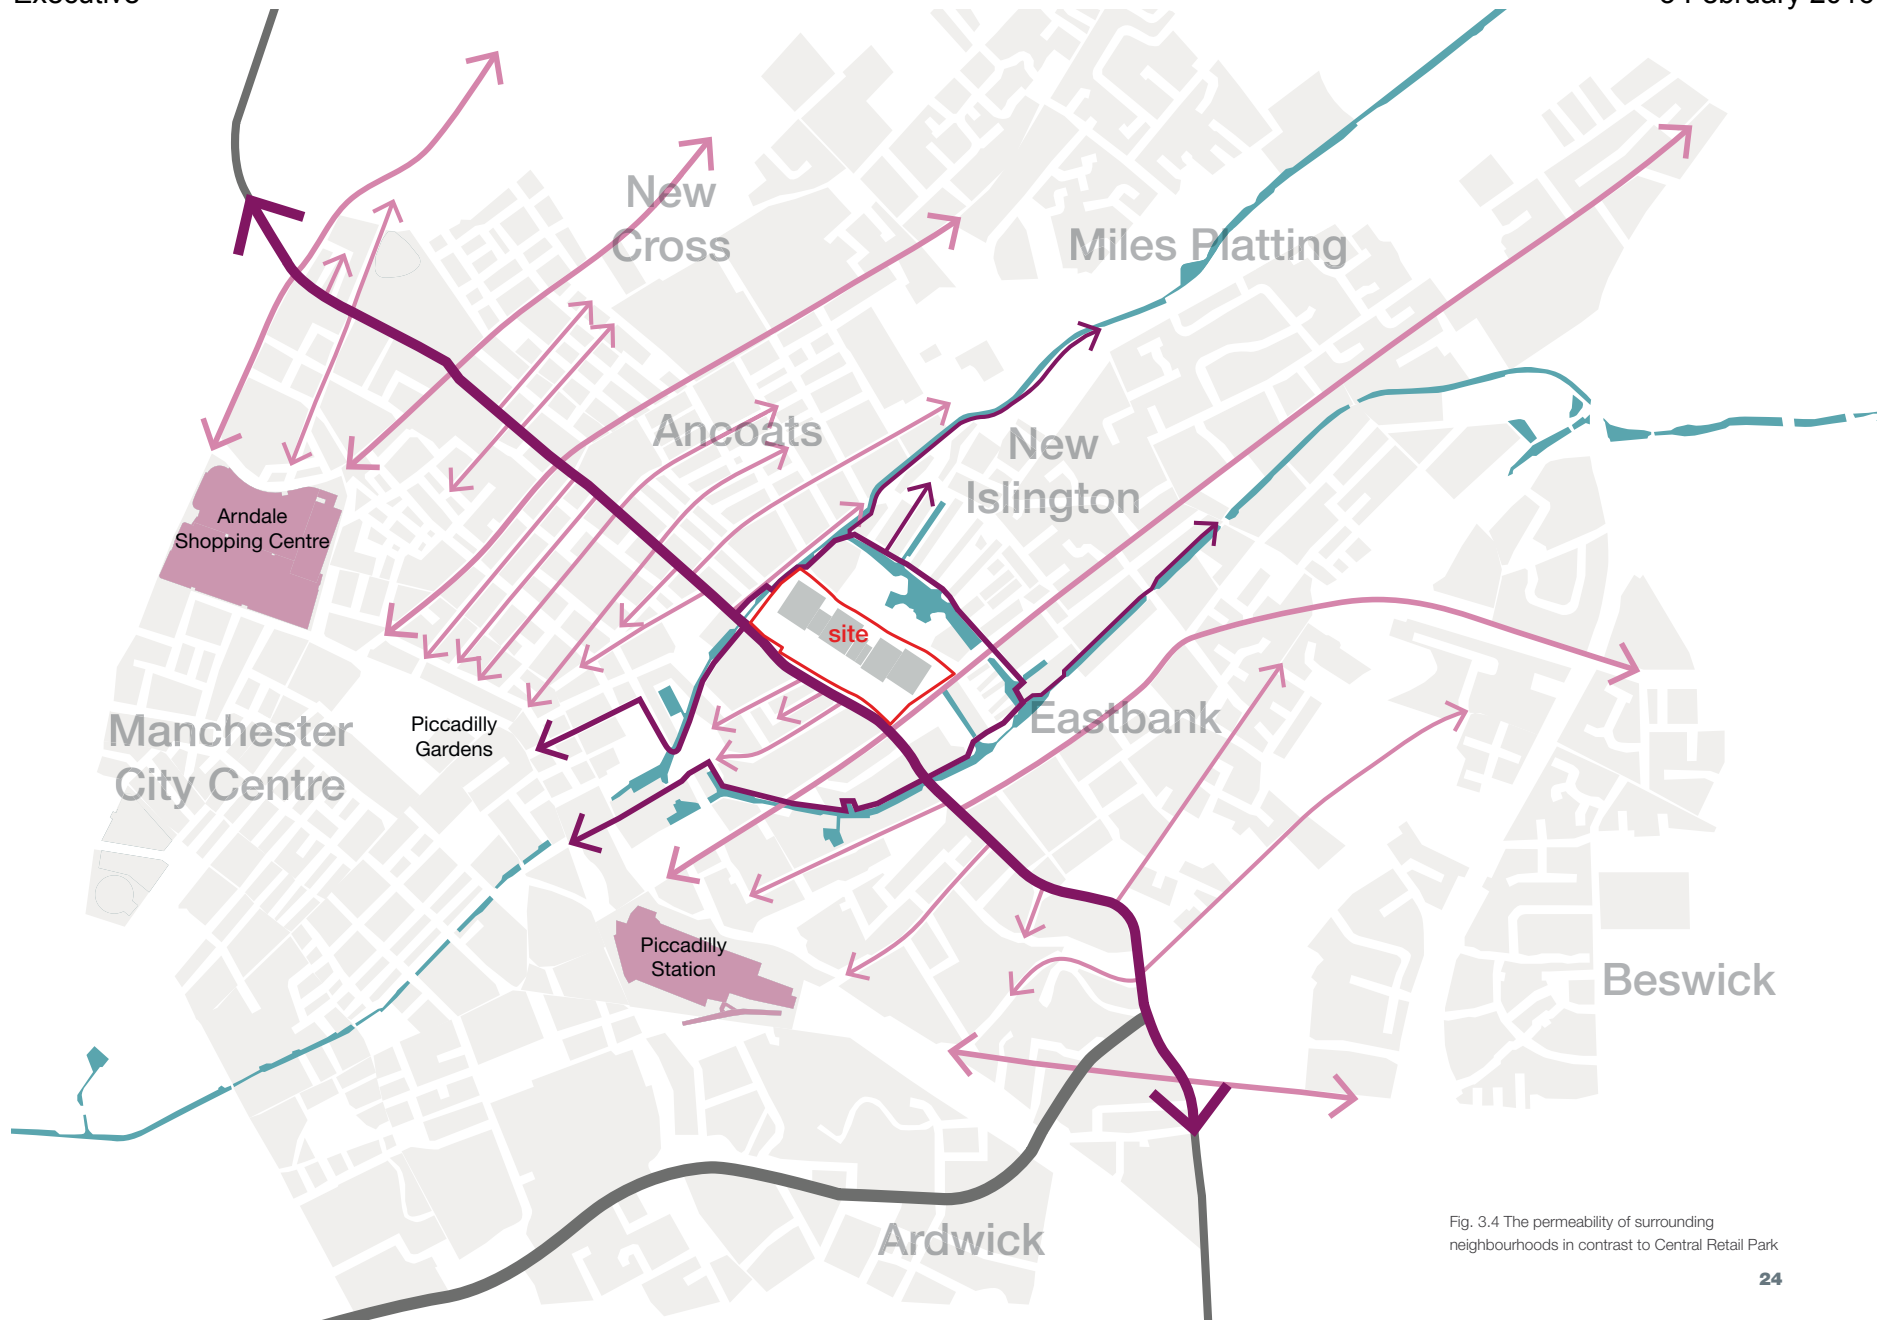 New
Cross
Miles Platting
Ancoats
New
Islington
Arndale
Shopping Centre
site
Manchester
City Centre
Piccadilly
Gardens
Eastbank
Piccadilly
Station
Beswick
Ardwick
Fig. 3.4 The permeability of surrounding
neighbourhoods in contrast to Central Retail Park
24